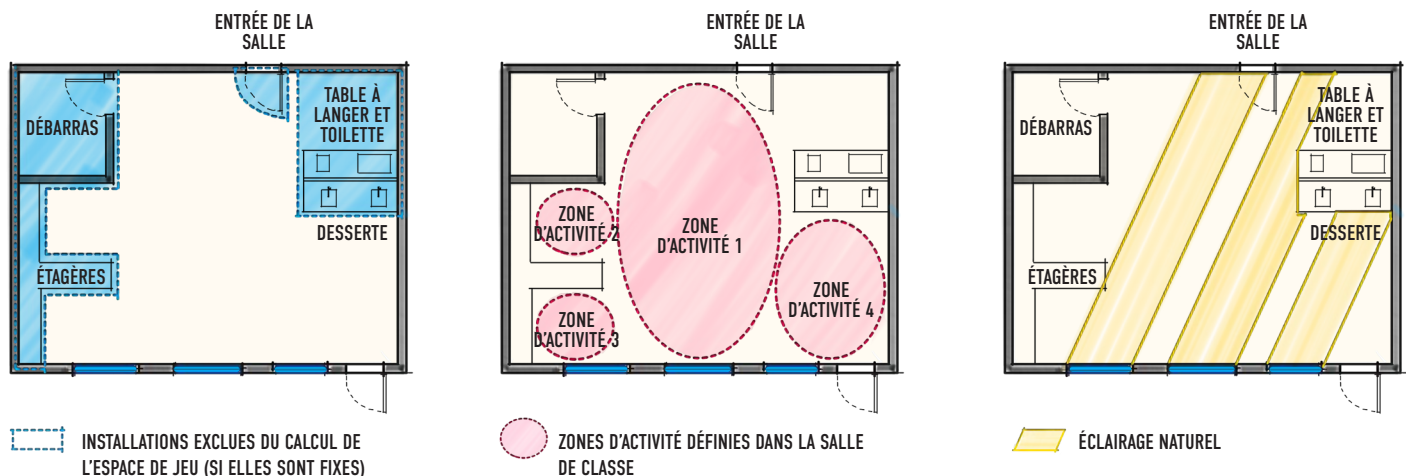 ENTRÉE DE LA
SALLE
DÉBARRAS
TABLE À
LANGER ET
TOILETTE
DESSERTE
ÉTAGÈRES
INSTALLATIONS EXCLUES DU CALCUL DE
L'ESPACE DE JEU (SI ELLES SONT FIXES)
ENTRÉE DE LA
SALLE
ZONE
D'ACTIVITÉ 2
ZONE
D'ACTIVITÉ 1
ZONE
D'ACTIVITÉ 3
ZONE
D'ACTIVITÉ 4
ZONES D'ACTIVITÉ DÉFINIES DANS LA SALLE
DE CLASSE
ENTRÉE DE LA
SALLE
DÉBARRAS
TABLE À
LANGER ET
TOILETTE
DESSERTE
ÉTAGÈRES
ÉCLAIRAGE NATUREL